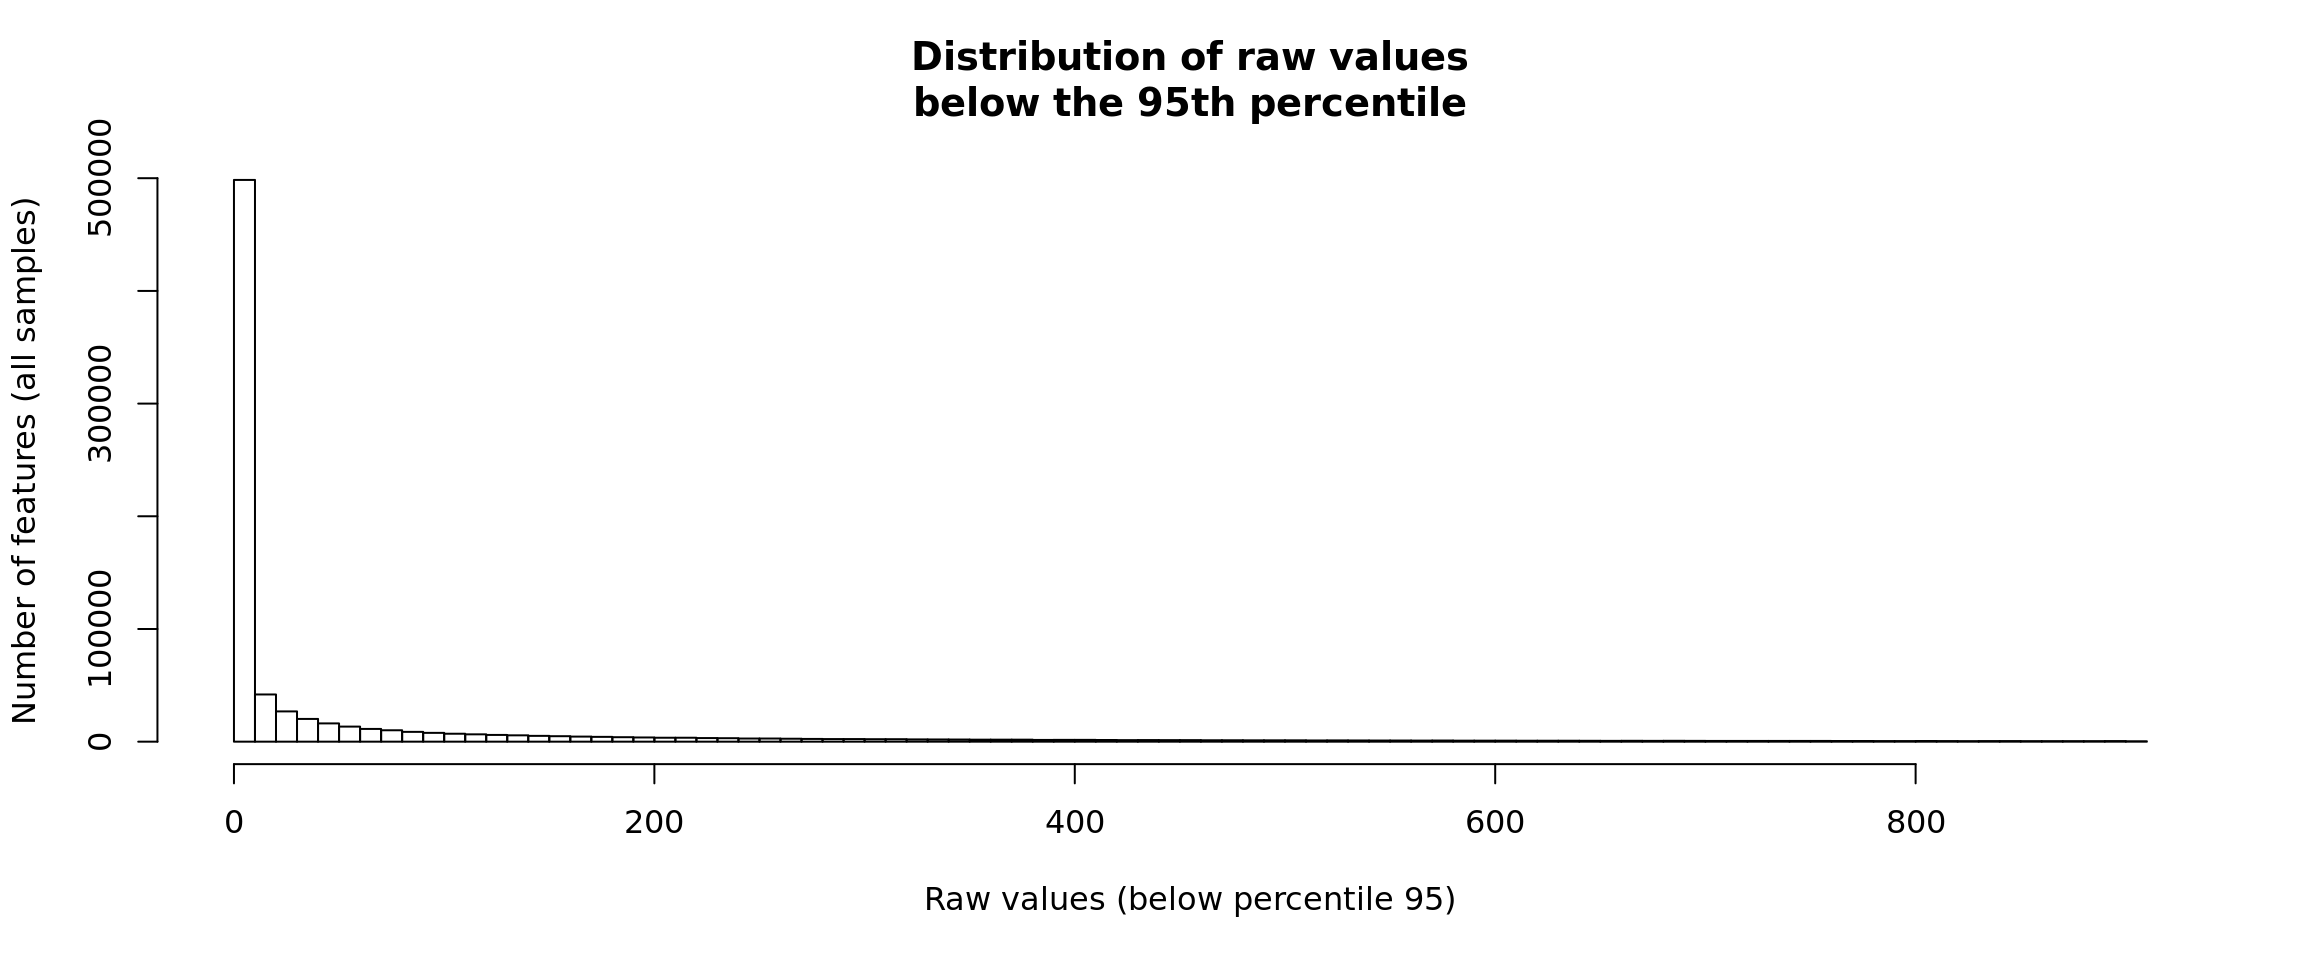 Distribution of raw values
below the 95th percentile
Number of features (all samples)
500000
300000
100000
0
0 200 400 600 800
Raw values (below percentile 95)